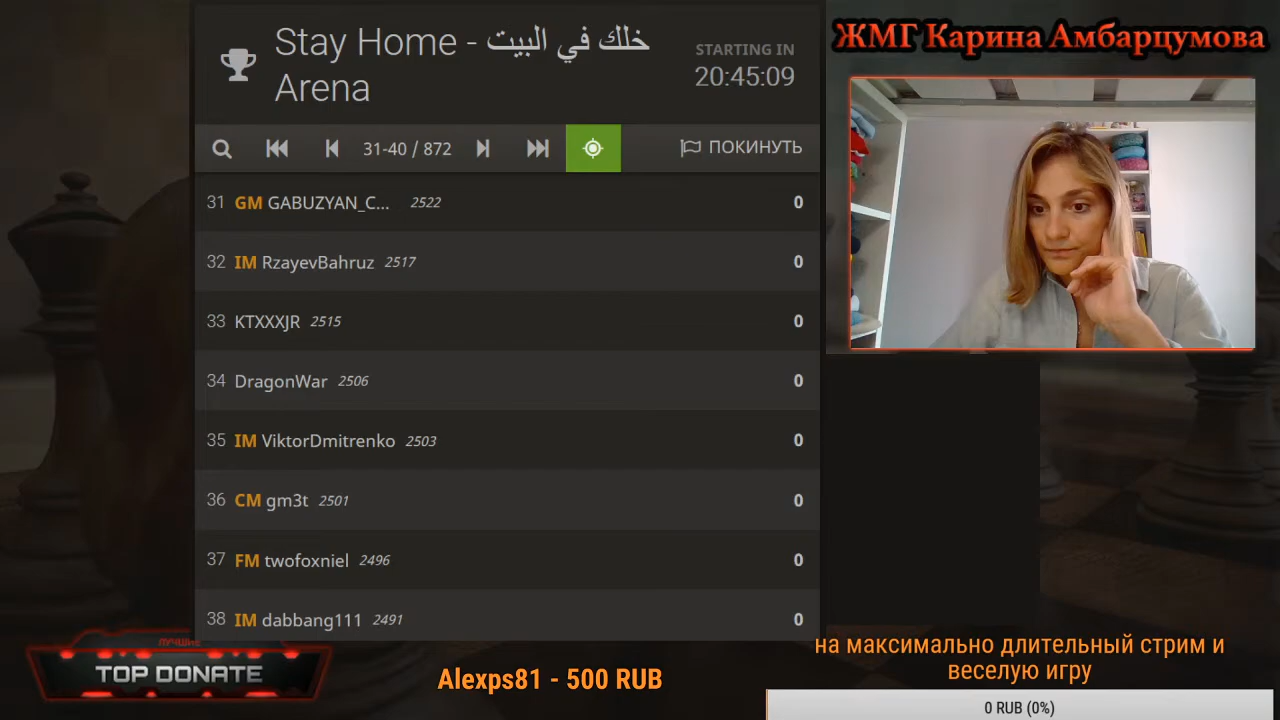 Stay Home - خلك في البيت
Arena
STARTING IN
20:45:09
31-40 / 872
ПОКИНУТЬ
31 GM GABUZYAN_C... 2522 0
32 IM RzayevBahruz 2517 0
33 KTXXXJR 2515 0
34 DragonWar 2506 0
35 IM ViktorDmitrenko 2503 0
36 CM gm3t 2501 0
37 FM twofoxniel 2496 0
38 IM dabbang111 2491 0
ЖМГ Карина Амбарцумова
ЛУЧШИЕ
TOP DONATE
Alexps81 - 500 RUB
на максимально длительный стрим и
веселую игру
0 RUB (0%)